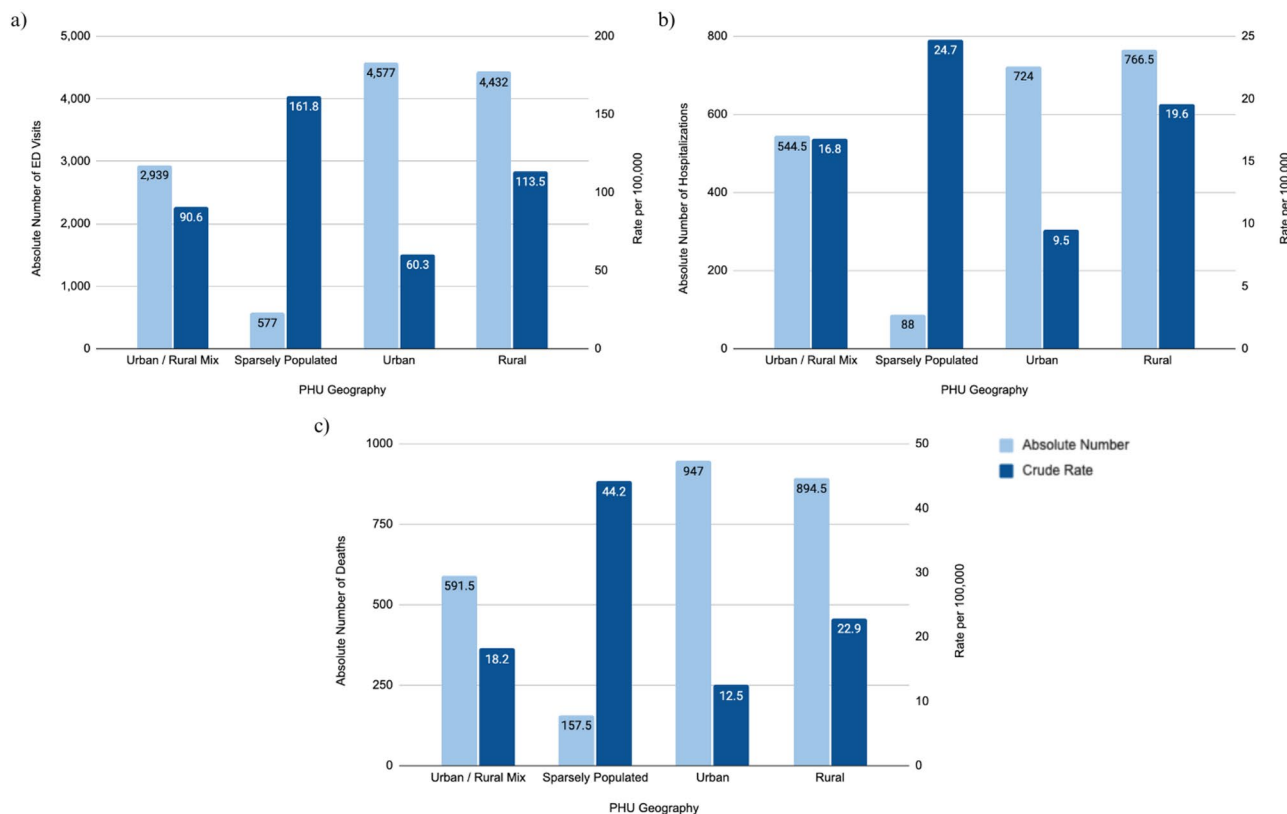 a)
5,000
4,000
3,000
2,000
1,000
0
Absolute Number of ED Visits
2,939
90.6
577
161.8
4,577
60.3
4,432
113.5
200
150
100
50
0
Rate per 100,000
Urban / Rural Mix
Sparsely Populated
Urban
Rural
PHU Geography
b)
800
600
400
200
0
Absolute Number of Hospitalizations
544.5
16.8
88
24.7
724
9.5
766.5
19.6
25
20
15
10
5
0
Rate per 100,000
Urban / Rural Mix
Sparsely Populated
Urban
Rural
PHU Geography
c)
1000
750
500
250
0
Absolute Number of Deaths
591.5
18.2
157.5
44.2
947
12.5
894.5
22.9
50
40
30
20
10
0
Rate per 100,000
Urban / Rural Mix
Sparsely Populated
Urban
Rural
PHU Geography
Absolute Number
Crude Rate